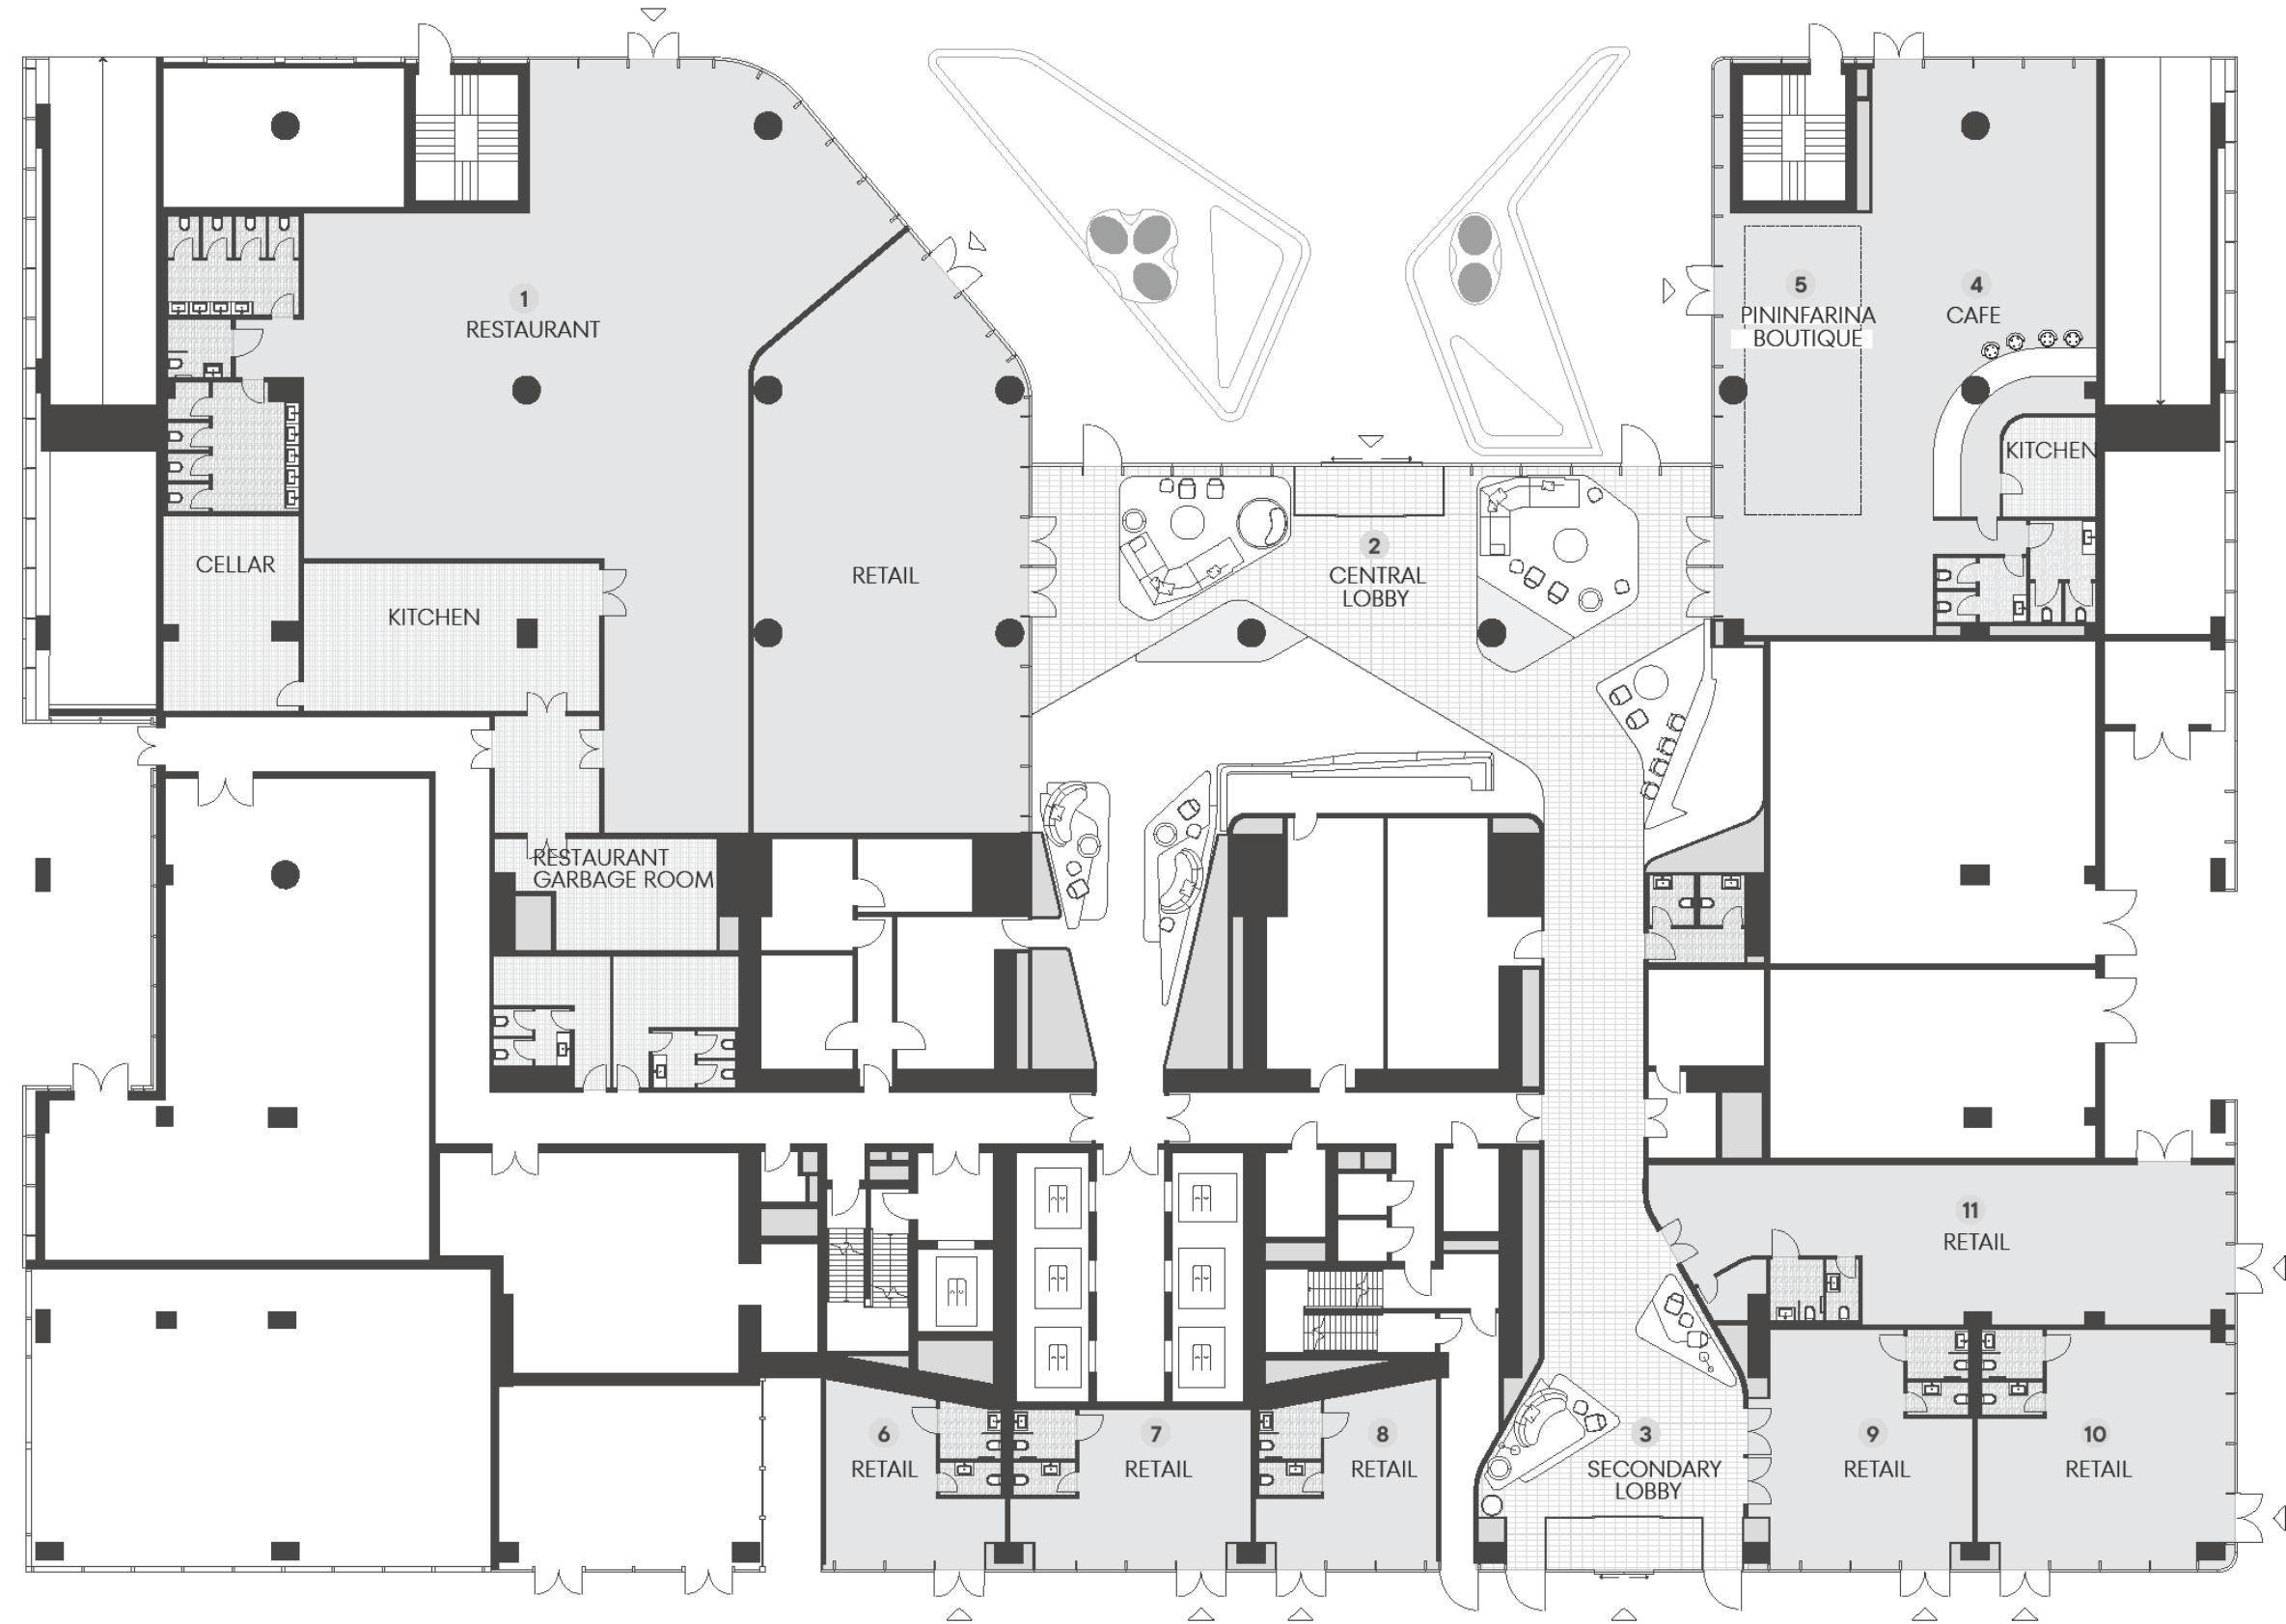 1
RESTAURANT
5
PININFARINA
BOUTIQUE
4
CAFE
KITCHEN
CELLAR
KITCHEN
RETAIL
2
CENTRAL
LOBBY
RESTAURANT
GARBAGE ROOM
11
RETAIL
6
RETAIL
7
RETAIL
8
RETAIL
3
SECONDARY
LOBBY
9
RETAIL
10
RETAIL